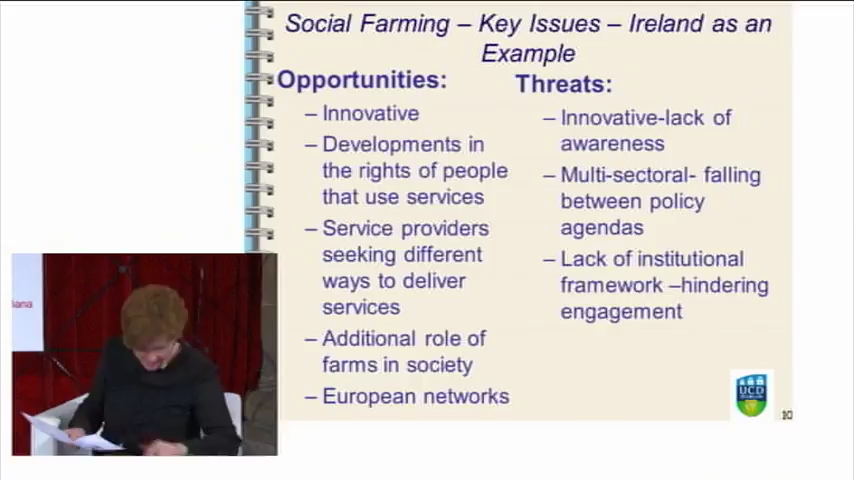 Social Farming – Key Issues – Ireland as an
Example
Opportunities:
– Innovative
– Developments in
the rights of people
that use services
– Service providers
seeking different
ways to deliver
services
– Additional role of
farms in society
– European networks
Threats:
– Innovative-lack of
awareness
– Multi-sectoral- falling
between policy
agendas
– Lack of institutional
framework –hindering
engagement
UCD
10